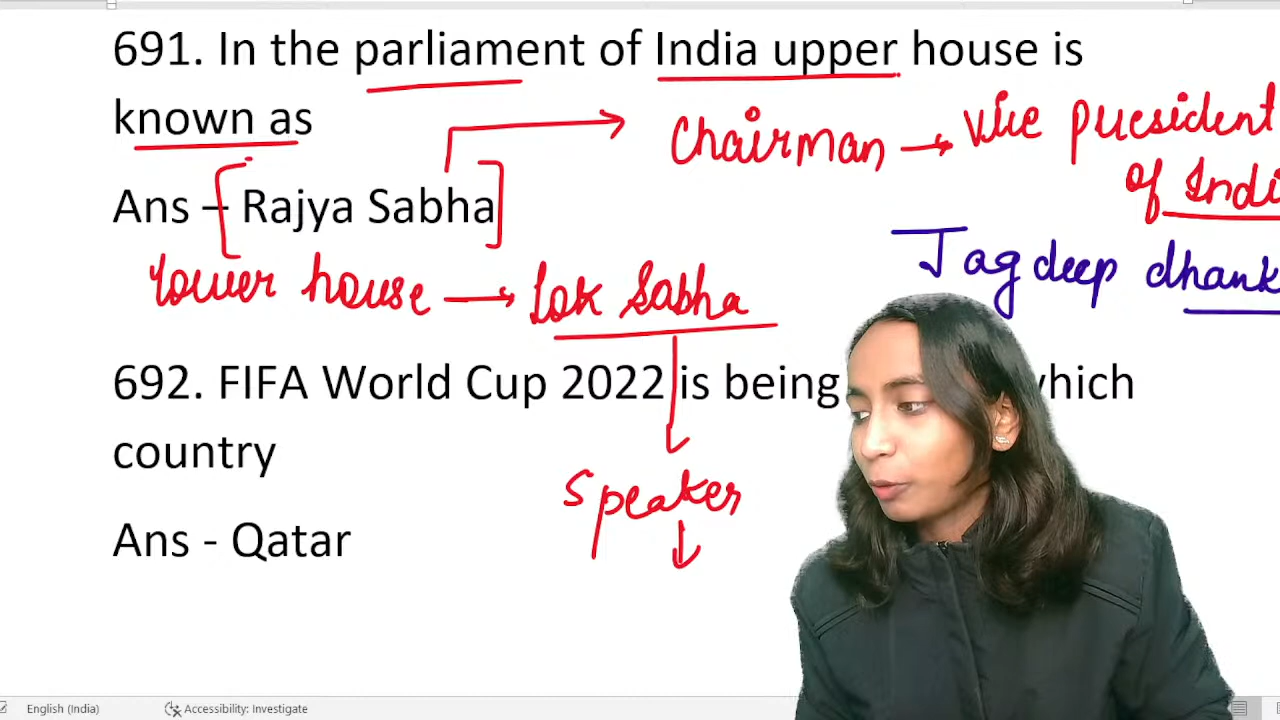 691. In the parliament of India upper house is
known as
Chairman → vice president
of Indi
Ans – [Rajya Sabha]
Jagdeep dhank
lower house → lok Sabha
692. FIFA World Cup 2022 is being which
country
Speaker
Ans - Qatar
English (India) Accessibility: Investigate